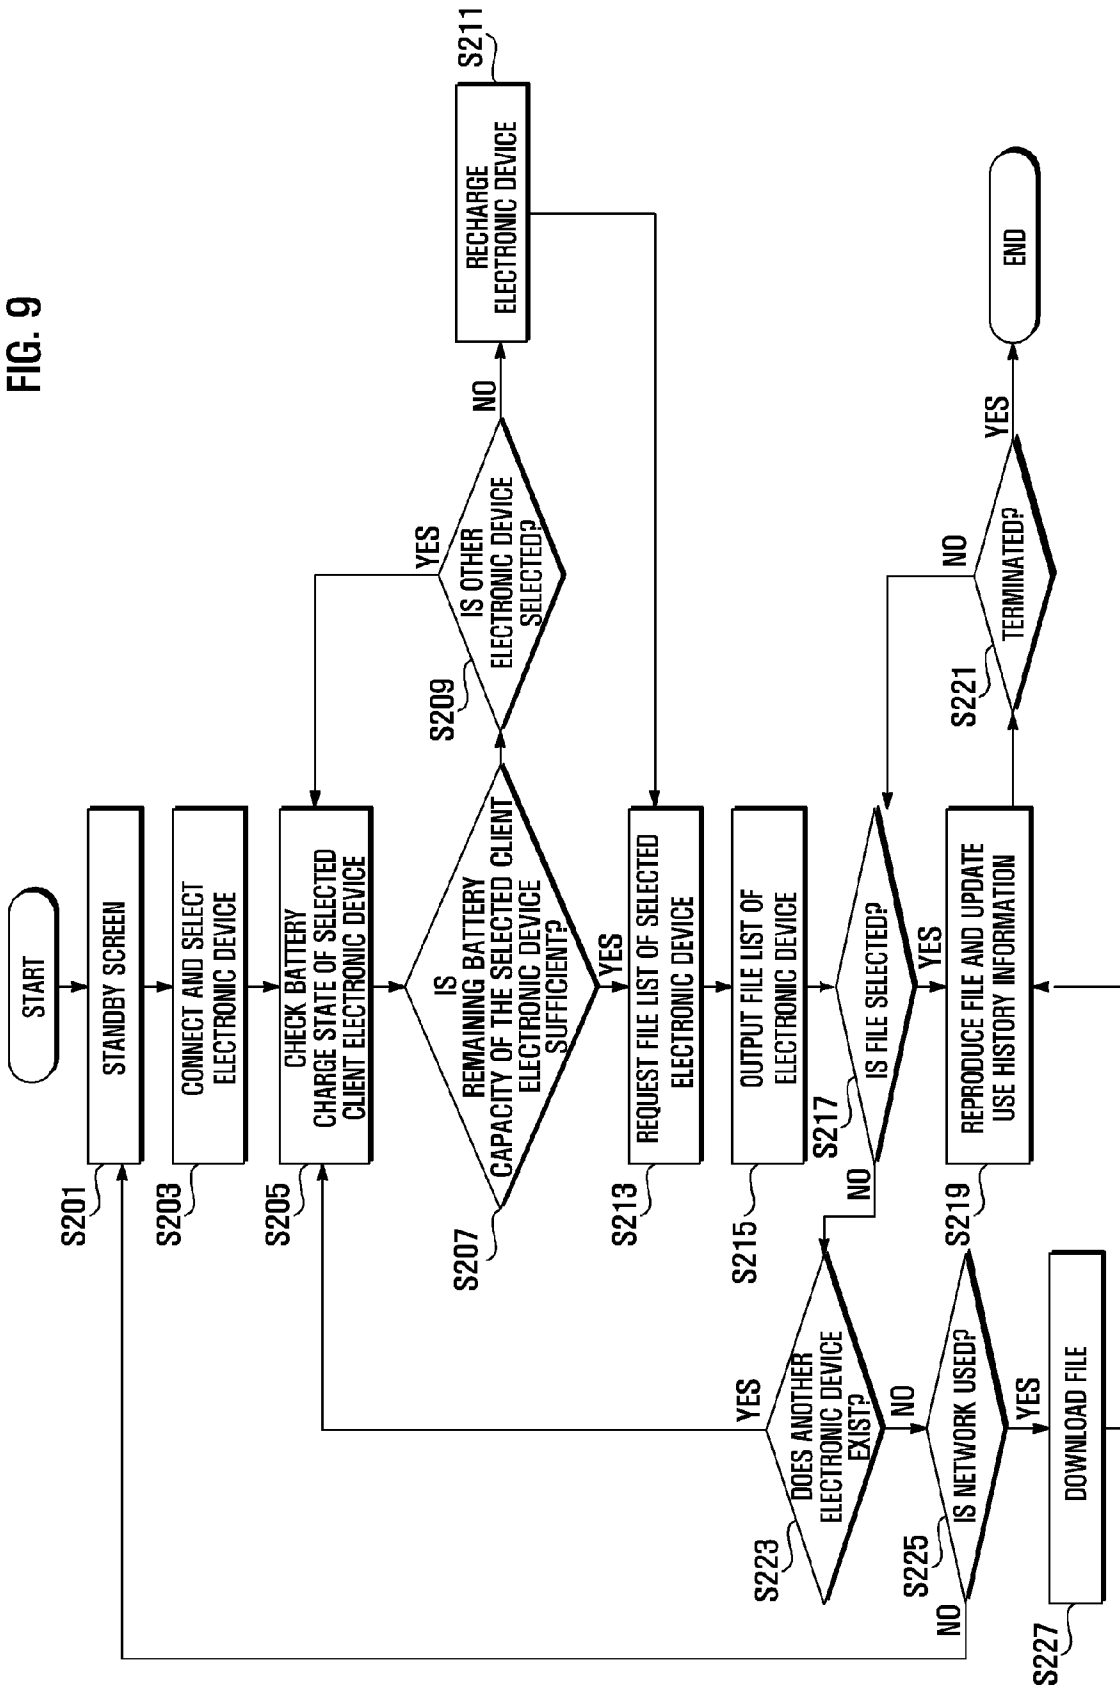 FIG. 9
START
STANDBY SCREEN
S201
CONNECT AND SELECT
ELECTRONIC DEVICE
S203
CHECK BATTERY
CHARGE STATE OF SELECTED
CLIENT ELECTRONIC DEVICE
S205
IS
REMAINING BATTERY
CAPACITY OF THE SELECTED CLIENT
ELECTRONIC DEVICE
SUFFICIENT?
S207
YES
IS OTHER
ELECTRONIC DEVICE
SELECTED?
S209
YES
NO
RECHARGE
ELECTRONIC DEVICE
S211
REQUEST FILE LIST OF SELECTED
ELECTRONIC DEVICE
S213
OUTPUT FILE LIST OF
ELECTRONIC DEVICE
S215
IS FILE SELECTED?
S217
NO
YES
REPRODUCE FILE AND UPDATE
USE HISTORY INFORMATION
S219
TERMINATED?
S221
NO
YES
END
DOES ANOTHER
ELECTRONIC DEVICE
EXIST?
S223
YES
NO
IS NETWORK USED?
S225
NO
YES
DOWNLOAD FILE
S227